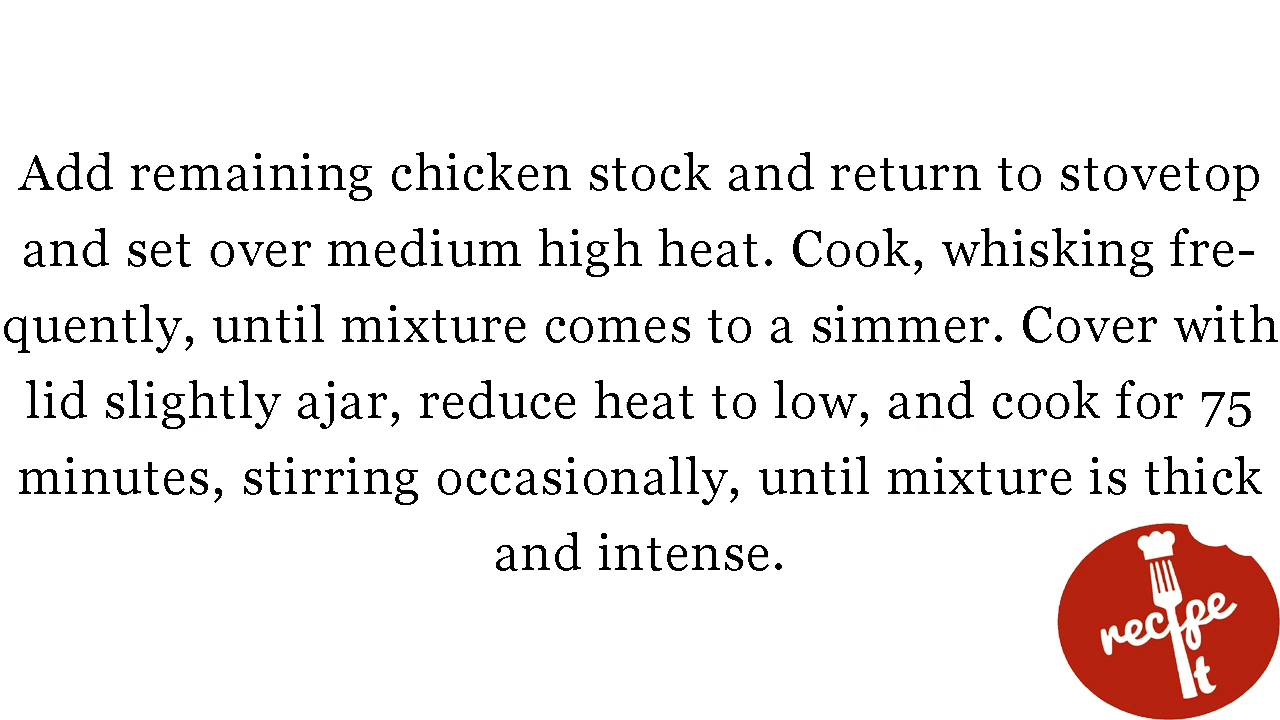 Add remaining chicken stock and return to stovetop
and set over medium high heat. Cook, whisking fre-
quently, until mixture comes to a simmer. Cover with
lid slightly ajar, reduce heat to low, and cook for 75
minutes, stirring occasionally, until mixture is thick
and intense.
recipe
It